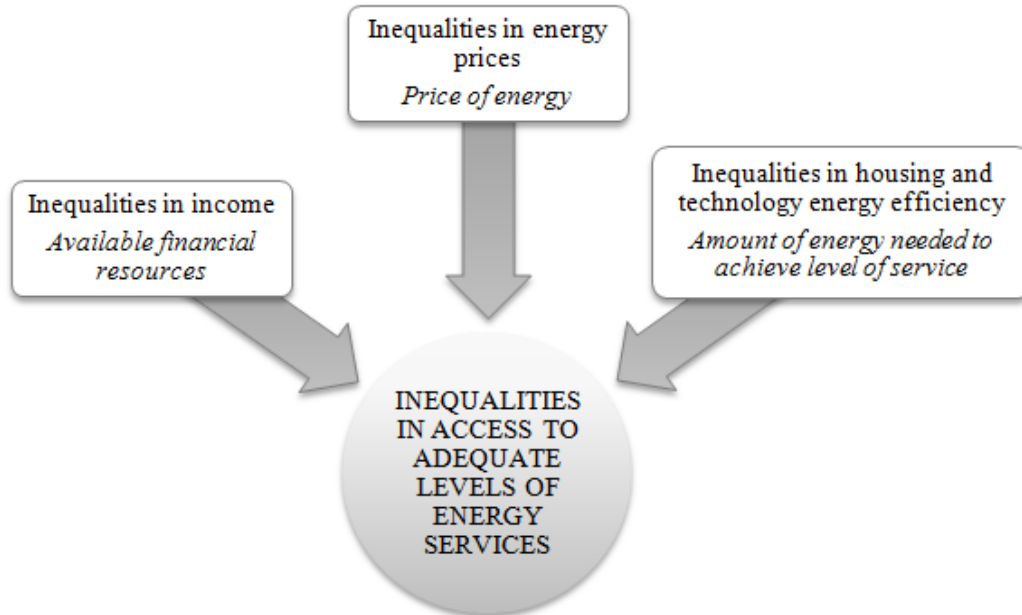 Inequalities in energy
prices
Price of energy
Inequalities in income
Available financial
resources
Inequalities in housing and
technology energy efficiency
Amount of energy needed to
achieve level of service
INEQUALITIES
IN ACCESS TO
ADEQUATE
LEVELS OF
ENERGY
SERVICES